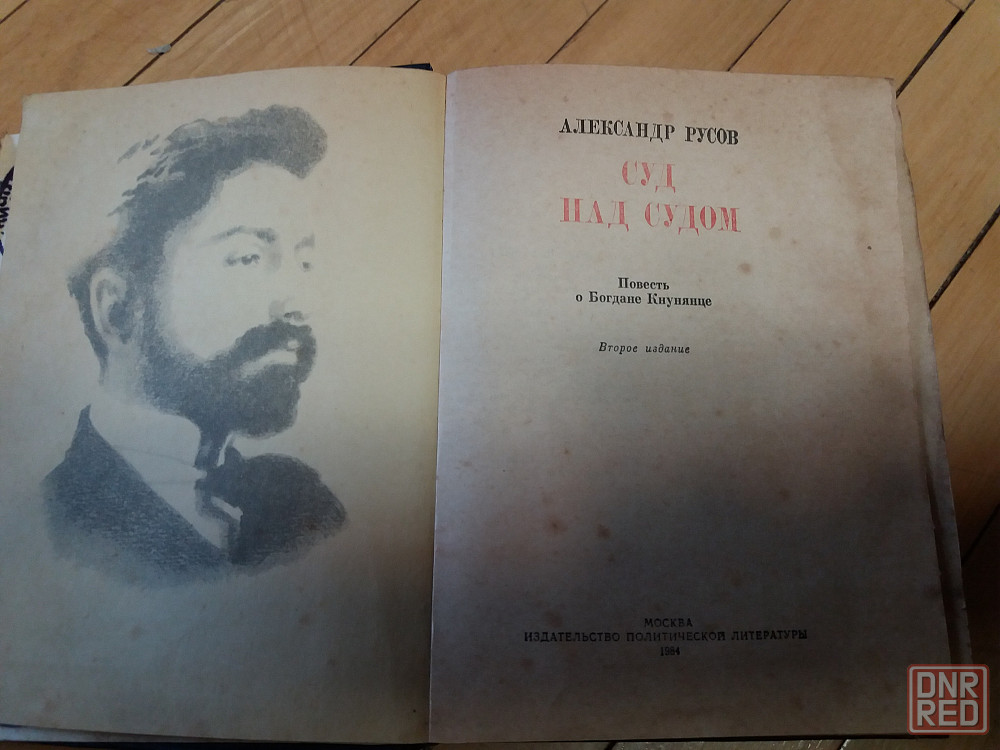 АЛЕКСАНДР РУСОВ
СУД
НАД СУДОМ
Повесть
о Богдане Кнунянце
Второе издание
МОСКВА
ИЗДАТЕЛЬСТВО ПОЛИТИЧЕСКОЙ ЛИТЕРАТУРЫ
1984
DNR
RED